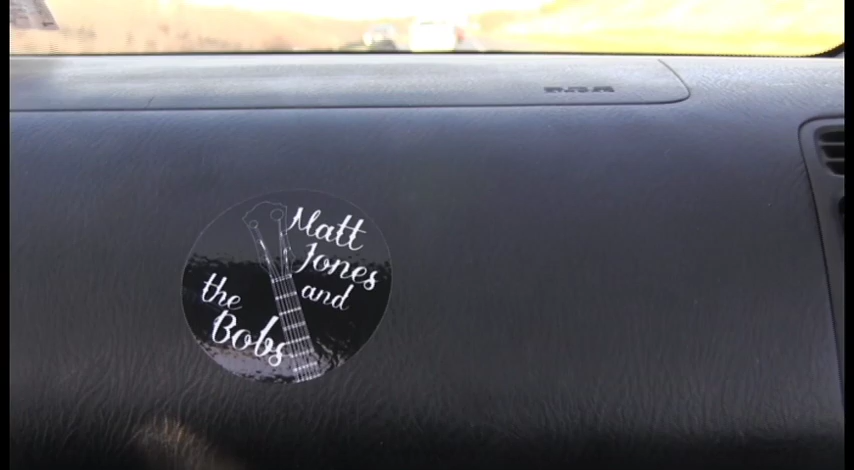 Matt
Jones
and
the
Bobs